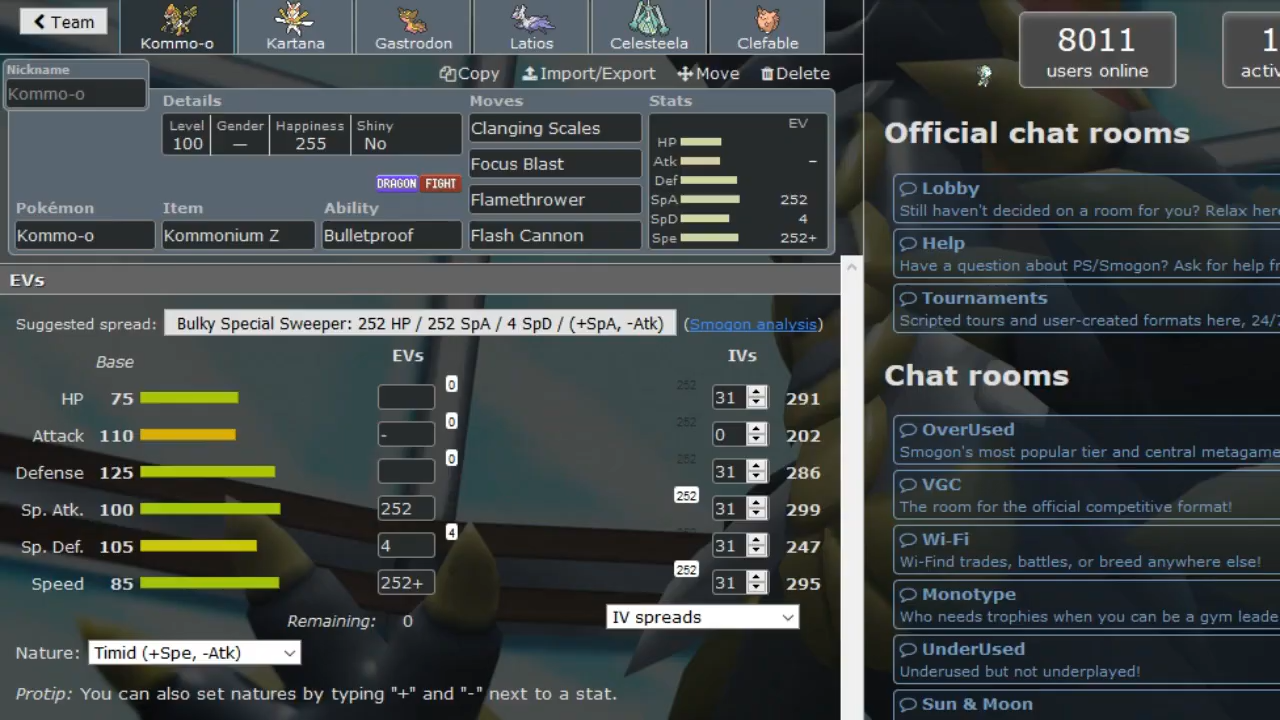 Team
Kommo-o
Kartana
Gastrodon
Latios
Celesteela
Clefable
Copy
Import/Export
Move
Delete
Nickname
Kommo-o
Details
Level
100
Gender
—
Happiness
255
Shiny
No
DRAGON FIGHT
Pokémon
Kommo-o
Item
Kommonium Z
Ability
Bulletproof
Moves
Clanging Scales
Focus Blast
Flamethrower
Flash Cannon
Stats
EV
HP
Atk –
Def
SpA 252
SpD 4
Spe 252+
EVs
Suggested spread: Bulky Special Sweeper: 252 HP / 252 SpA / 4 SpD / (+SpA, -Atk) (Smogon analysis)
Base EVs IVs
HP 75 0 252 31 291
Attack 110 - 0 252 0 202
Defense 125 0 252 31 286
Sp. Atk. 100 252 252 31 299
Sp. Def. 105 4 4 252 31 247
Speed 85 252+ 252 31 295
Remaining: 0
IV spreads
Nature: Timid (+Spe, -Atk)
Protip: You can also set natures by typing "+" and "-" next to a stat.
8011
users online
1
activ
Official chat rooms
Lobby
Still haven't decided on a room for you? Relax here
Help
Have a question about PS/Smogon? Ask for help f
Tournaments
Scripted tours and user-created formats here, 24/7
Chat rooms
OverUsed
Smogon's most popular tier and central metagame
VGC
The room for the official competitive format!
Wi-Fi
Wi-Find trades, battles, or breed anywhere else!
Monotype
Who needs trophies when you can be a gym leade
UnderUsed
Underused but not underplayed!
Sun & Moon